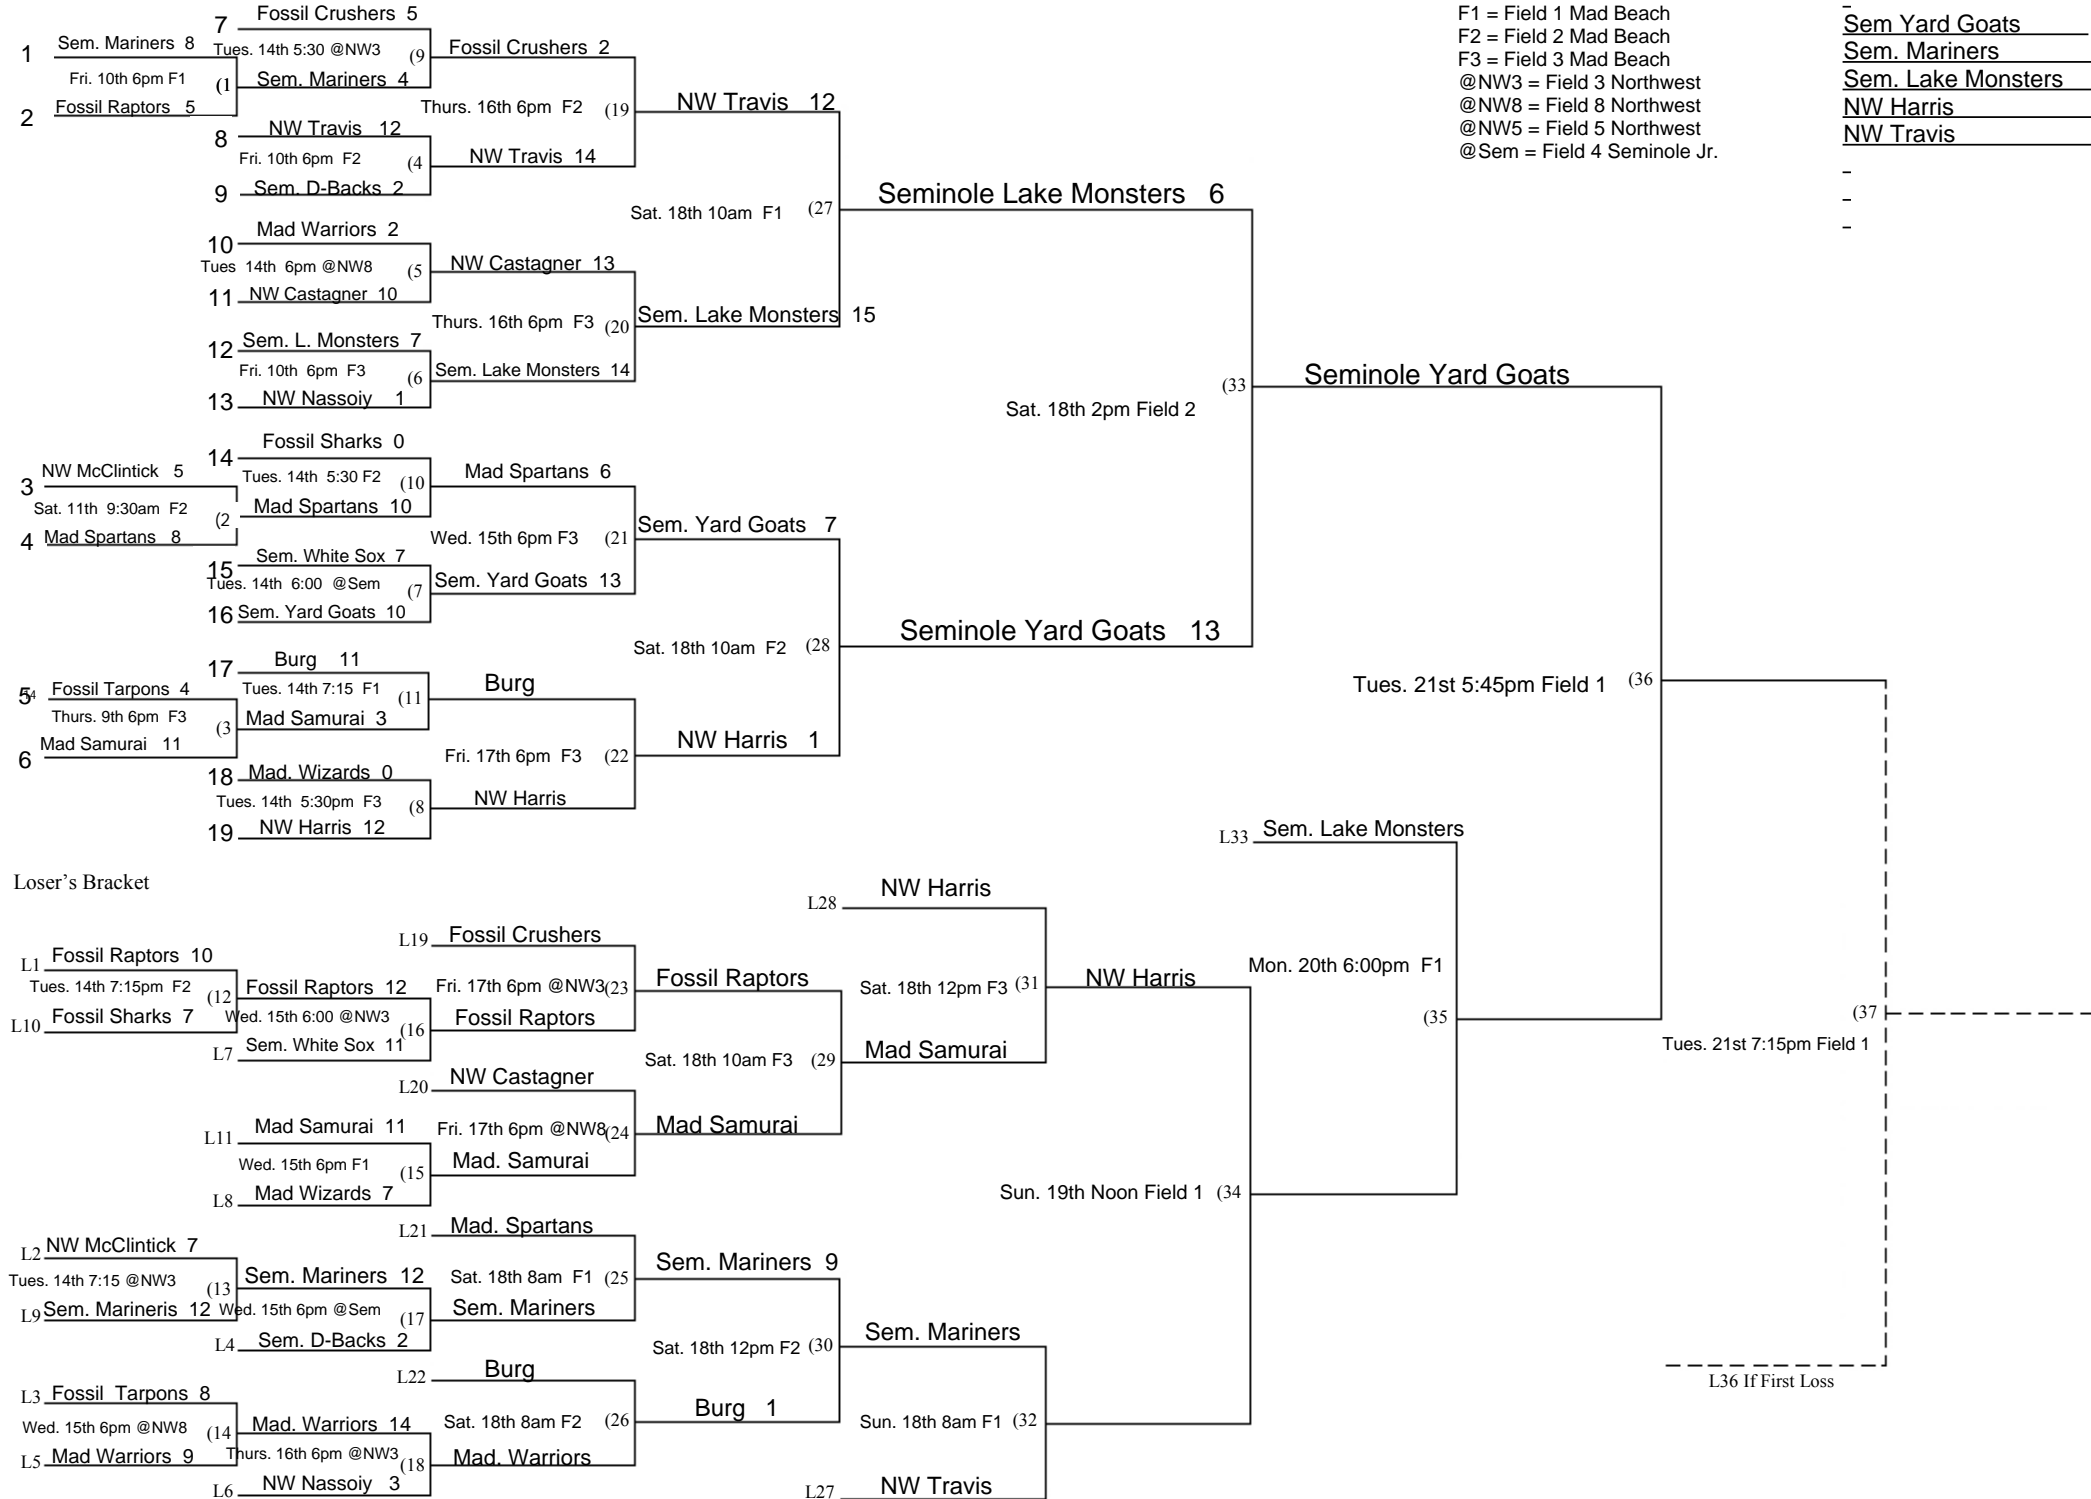 Fossil Crushers 5
7
1 Sem. Mariners 8
Tues. 14th 5:30 @NW3
(9
Fossil Crushers 2
Fri. 10th 6pm F1
(1
Sem. Mariners 4
2 Fossil Raptors 5
Thurs. 16th 6pm F2
(19
NW Travis 12
8 NW Travis 12
Fri. 10th 6pm F2
(4
NW Travis 14
9 Sem. D-Backs 2
Sat. 18th 10am F1
(27
Seminole Lake Monsters 6
10 Mad Warriors 2
Tues 14th 6pm @NW8
(5
NW Castagner 13
11 NW Castagner 10
Thurs. 16th 6pm F3
(20
Sem. Lake Monsters 15
12 Sem. L. Monsters 7
Fri. 10th 6pm F3
(6
Sem. Lake Monsters 14
13 NW Nassoiy 1
Sat. 18th 2pm Field 2
(33
Seminole Yard Goats
14 Fossil Sharks 0
3 NW McClintick 5
Tues. 14th 5:30 F2
(10
Mad Spartans 6
Sat. 11th 9:30am F2
(2
Mad Spartans 10
4 Mad Spartans 8
Wed. 15th 6pm F3
(21
Sem. Yard Goats 7
15 Sem. White Sox 7
Tues. 14th 6:00 @Sem
(7
Sem. Yard Goats 13
16 Sem. Yard Goats 10
Sat. 18th 10am F2
(28
Seminole Yard Goats 13
17 Burg 11
5 Fossil Tarpons 4
Tues. 14th 7:15 F1
(11
Burg
Thurs. 9th 6pm F3
(3
Mad Samurai 3
6 Mad Samurai 11
Fri. 17th 6pm F3
(22
NW Harris 1
18 Mad. Wizards 0
Tues. 14th 5:30pm F3
(8
NW Harris
19 NW Harris 12
Tues. 21st 5:45pm Field 1
(36
F1 = Field 1 Mad Beach
F2 = Field 2 Mad Beach
F3 = Field 3 Mad Beach
@NW3 = Field 3 Northwest
@NW8 = Field 8 Northwest
@NW5 = Field 5 Northwest
@Sem = Field 4 Seminole Jr.
Sem Yard Goats
Sem. Mariners
Sem. Lake Monsters
NW Harris
NW Travis
Loser's Bracket
L33 Sem. Lake Monsters
L28 NW Harris
L19 Fossil Crushers
L1 Fossil Raptors 10
Tues. 14th 7:15pm F2
(12
Fossil Raptors 12
Fri. 17th 6pm @NW3
(23
Fossil Raptors
Sat. 18th 12pm F3
(31
NW Harris
Mon. 20th 6:00pm F1
(35
L10 Fossil Sharks 7
Wed. 15th 6:00 @NW3
(16
Fossil Raptors
L7 Sem. White Sox 11
Sat. 18th 10am F3
(29
Mad Samurai
L20 NW Castagner
L11 Mad Samurai 11
Fri. 17th 6pm @NW8
(24
Mad Samurai
Wed. 15th 6pm F1
(15
Mad. Samurai
L8 Mad Wizards 7
Sun. 19th Noon Field 1
(34
(37
Tues. 21st 7:15pm Field 1
L21 Mad. Spartans
L2 NW McClintick 7
Tues. 14th 7:15 @NW3
(13
Sem. Mariners 12
Sat. 18th 8am F1
(25
Sem. Mariners 9
L9 Sem. Marineris 12
Wed. 15th 6pm @Sem
(17
Sem. Mariners
L4 Sem. D-Backs 2
Sat. 18th 12pm F2
(30
Sem. Mariners
L22 Burg
L3 Fossil Tarpons 8
Wed. 15th 6pm @NW8
(14
Mad. Warriors 14
Sat. 18th 8am F2
(26
Burg 1
Sun. 18th 8am F1
(32
L5 Mad Warriors 9
Thurs. 16th 6pm @NW3
(18
Mad. Warriors
L6 NW Nassoiy 3
L27 NW Travis
L36 If First Loss